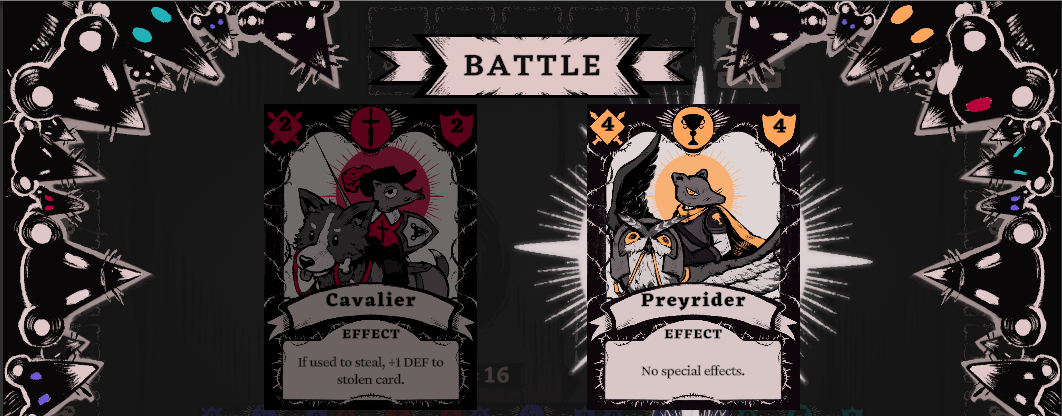 BATTLE
2 2
4 4
Cavalier
EFFECT
If used to steal, +1 DEF to
stolen card.
Preyrider
EFFECT
No special effects.
16